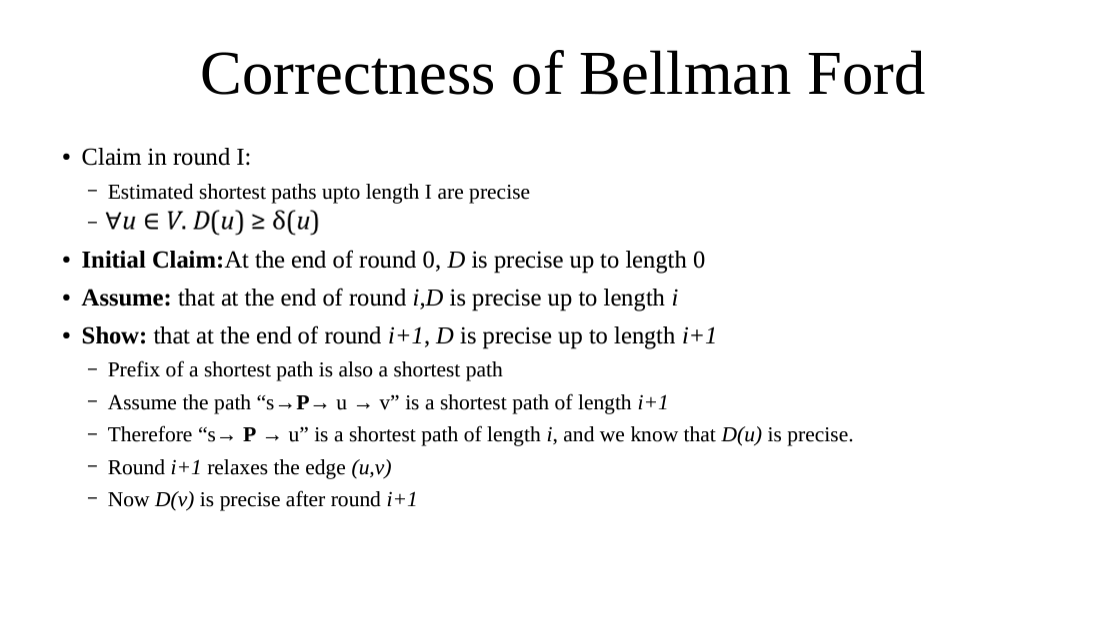 Correctness of Bellman Ford
• Claim in round I:
– Estimated shortest paths upto length I are precise
– ∀u ∈ V. D(u) ≥ δ(u)
• Initial Claim:At the end of round 0, D is precise up to length 0
• Assume: that at the end of round i,D is precise up to length i
• Show: that at the end of round i+1, D is precise up to length i+1
– Prefix of a shortest path is also a shortest path
– Assume the path “s→P→ u → v” is a shortest path of length i+1
– Therefore “s→ P → u” is a shortest path of length i, and we know that D(u) is precise.
– Round i+1 relaxes the edge (u,v)
– Now D(v) is precise after round i+1